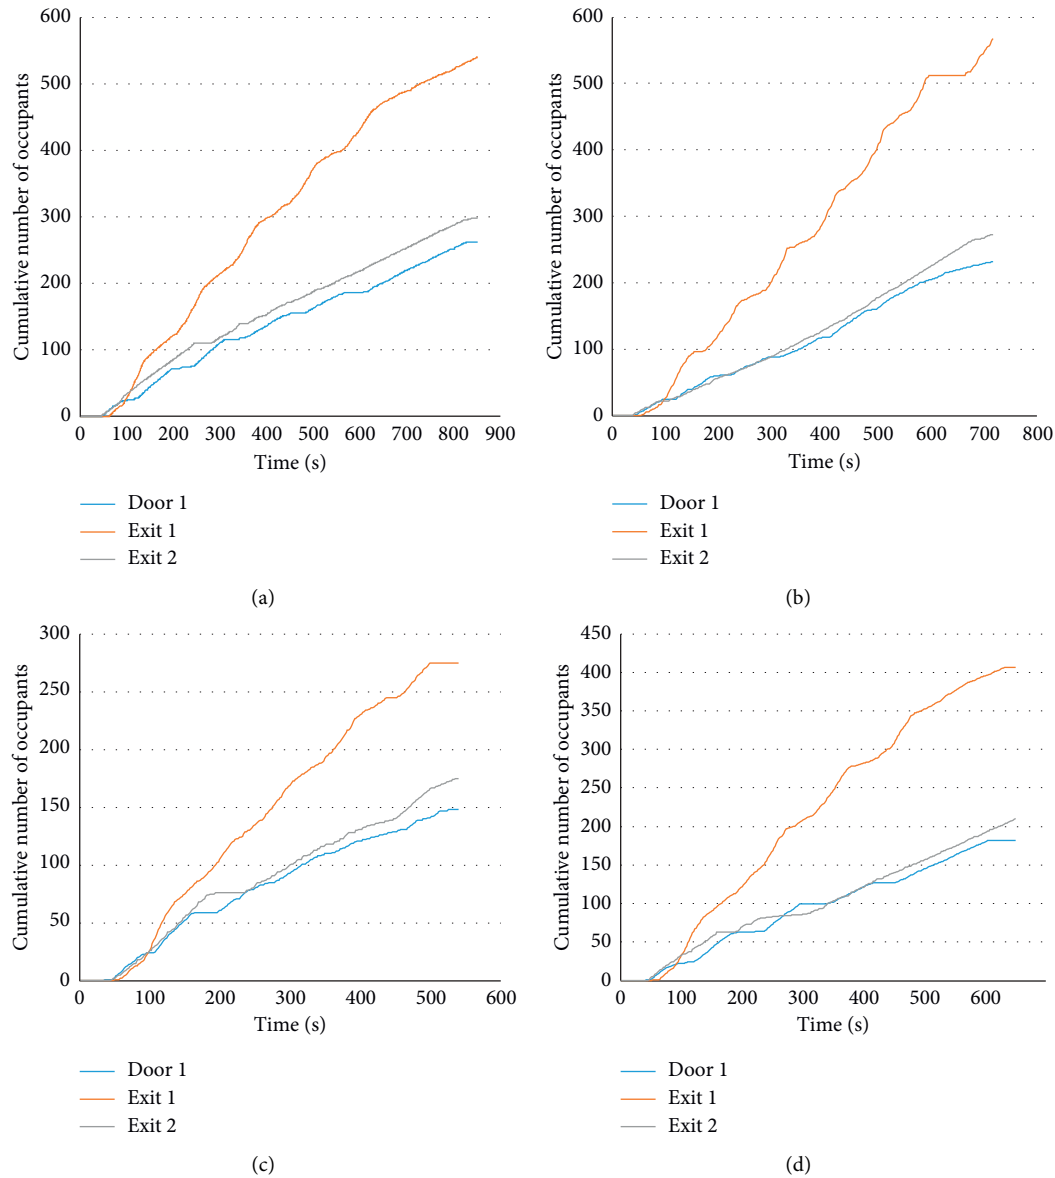 Cumulative number of occupants
600
500
400
300
200
100
0
0 100 200 300 400 500 600 700 800 900
Time (s)
Door 1
Exit 1
Exit 2
(a)
Cumulative number of occupants
600
500
400
300
200
100
0
0 100 200 300 400 500 600 700 800
Time (s)
Door 1
Exit 1
Exit 2
(b)
Cumulative number of occupants
300
250
200
150
100
50
0
0 100 200 300 400 500 600
Time (s)
Door 1
Exit 1
Exit 2
(c)
Cumulative number of occupants
450
400
350
300
250
200
150
100
50
0
0 100 200 300 400 500 600
Time (s)
Door 1
Exit 1
Exit 2
(d)